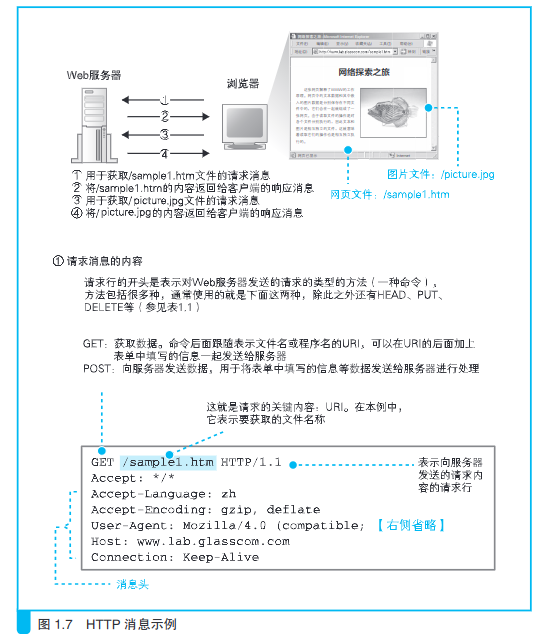 Web服务器
浏览器
①
②
③
④
网络探索之旅
图片文件：/picture.jpg
网页文件：/sample1.htm
① 用于获取/sample1.htm文件的请求消息
② 将/sample1.htm的内容返回给客户端的响应消息
③ 用于获取/picture.jpg文件的请求消息
④ 将/picture.jpg的内容返回给客户端的响应消息
① 请求消息的内容
请求行的开头是表示对Web服务器发送的请求的类型的方法（一种命令）。
方法包括很多种，通常使用的就是下面这两种，除此之外还有HEAD、PUT、
DELETE等（参见表1.1）
GET：获取数据。命令后面跟随表示文件名或程序名的URI，可以在URI的后面加上
表单中填写的信息一起发送给服务器
POST：向服务器发送数据，用于将表单中填写的信息等数据发送给服务器进行处理
这就是请求的关键内容：URI。在本例中，
它表示要获取的文件名称
GET /sample1.htm HTTP/1.1
Accept: */*
Accept-Language: zh
Accept-Encoding: gzip, deflate
User-Agent: Mozilla/4.0 (compatible; 【右侧省略】
Host: www.lab.glasscom.com
Connection: Keep-Alive
表示向服务器
发送的请求内
容的请求行
消息头
图 1.7 HTTP 消息示例